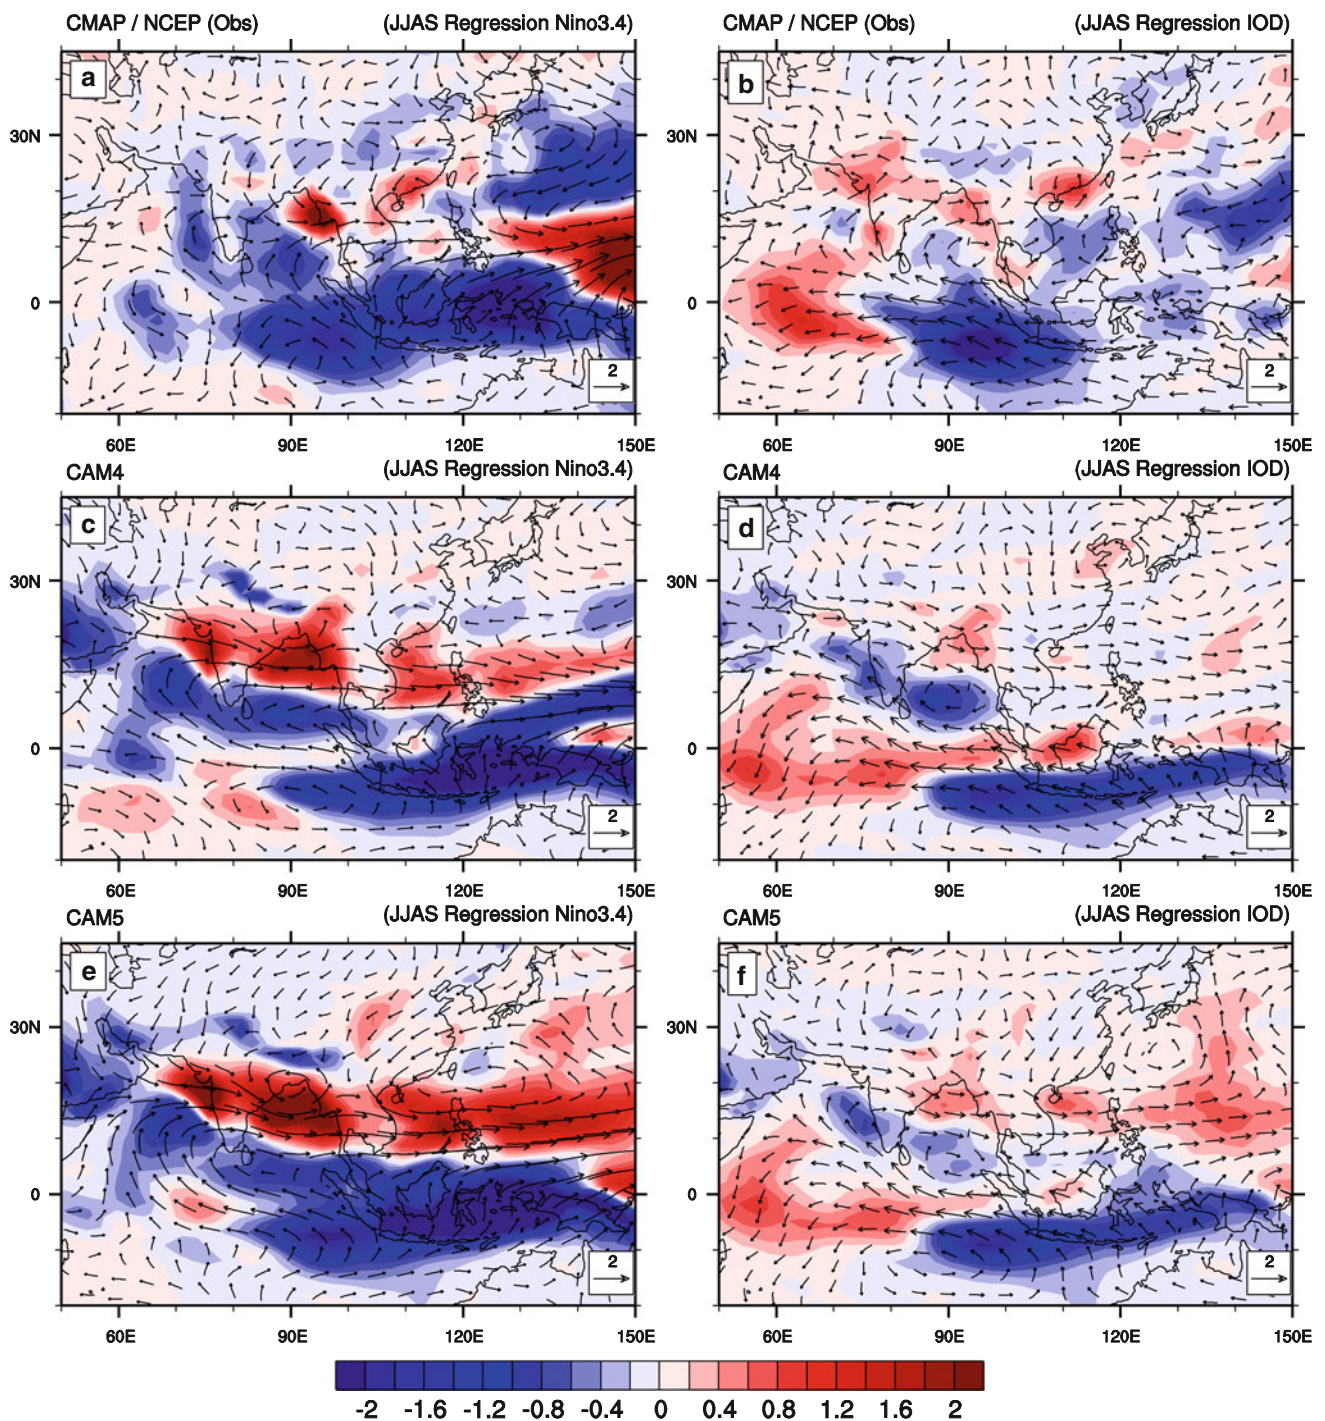 CMAP / NCEP (Obs) (JJAS Regression Nino3.4)
a
30N
0
2
60E 90E 120E 150E
CMAP / NCEP (Obs) (JJAS Regression IOD)
b
30N
0
2
60E 90E 120E 150E
CAM4 (JJAS Regression Nino3.4)
c
30N
0
2
60E 90E 120E 150E
CAM4 (JJAS Regression IOD)
d
30N
0
2
60E 90E 120E 150E
CAM5 (JJAS Regression Nino3.4)
e
30N
0
2
60E 90E 120E 150E
CAM5 (JJAS Regression IOD)
f
30N
0
2
60E 90E 120E 150E
-2 -1.6 -1.2 -0.8 -0.4 0 0.4 0.8 1.2 1.6 2